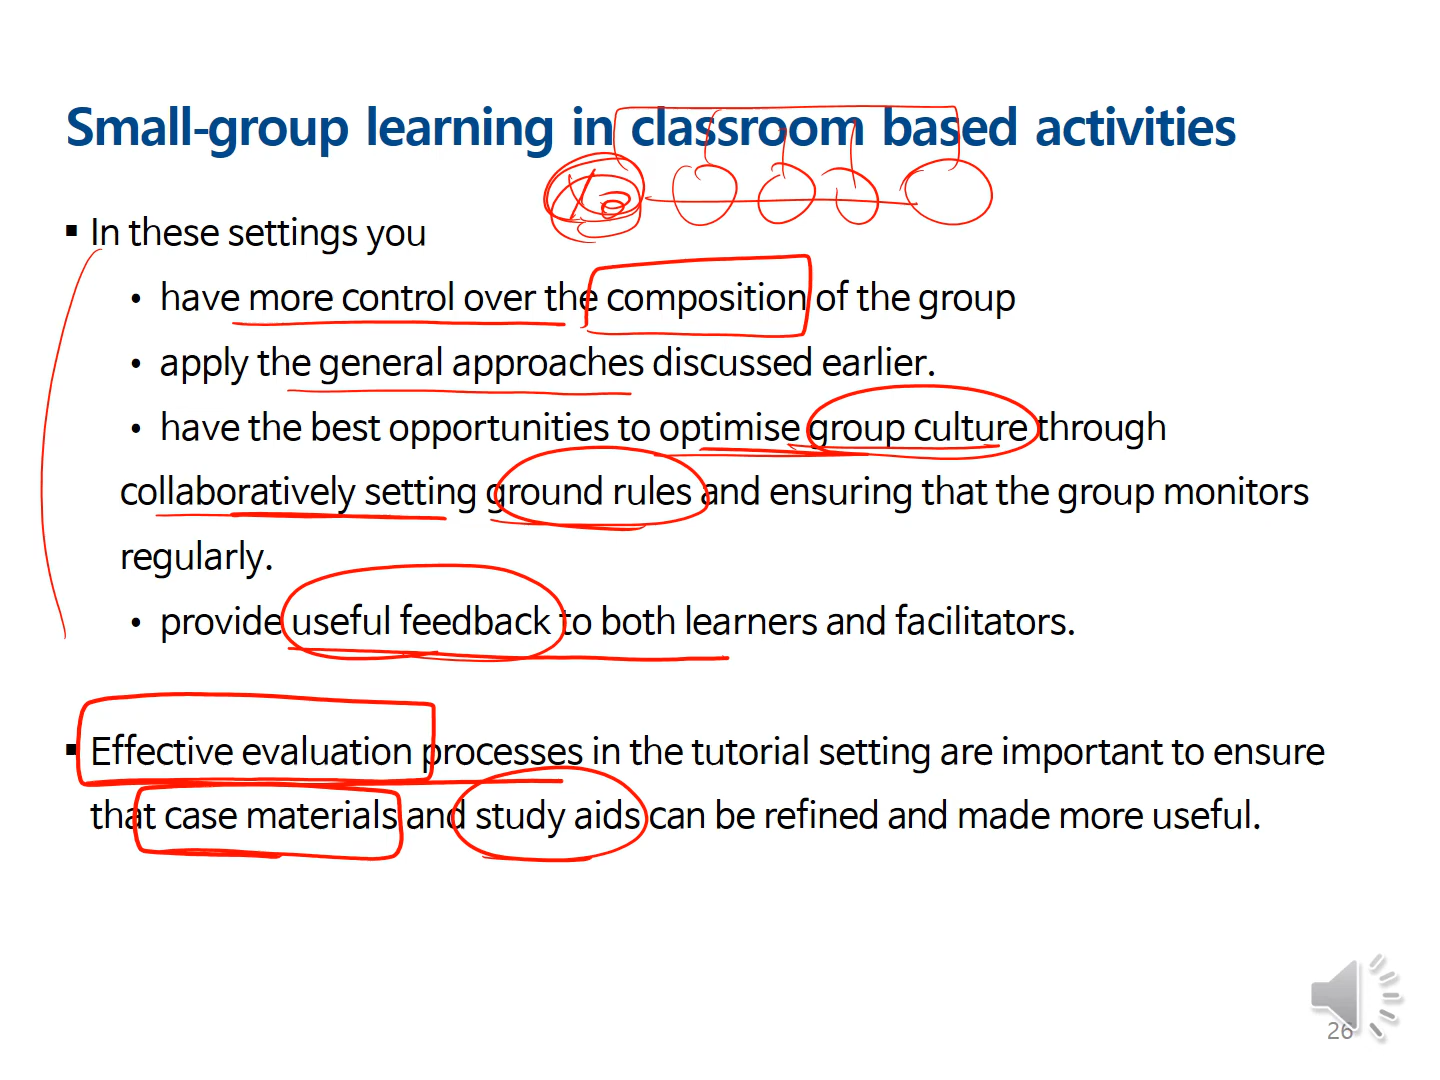 Small-group learning in classroom based activities
▪ In these settings you
• have more control over the composition of the group
• apply the general approaches discussed earlier.
• have the best opportunities to optimise group culture through
collaboratively setting ground rules and ensuring that the group monitors
regularly.
• provide useful feedback to both learners and facilitators.
▪ Effective evaluation processes in the tutorial setting are important to ensure
that case materials and study aids can be refined and made more useful.
26